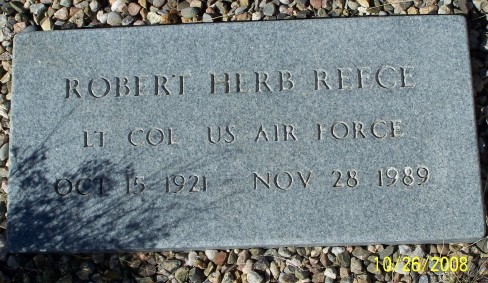 ROBERT HERB REECE
LT COL US AIR FORCE
OCT 15 1921 NOV 28 1989
10/26/2008